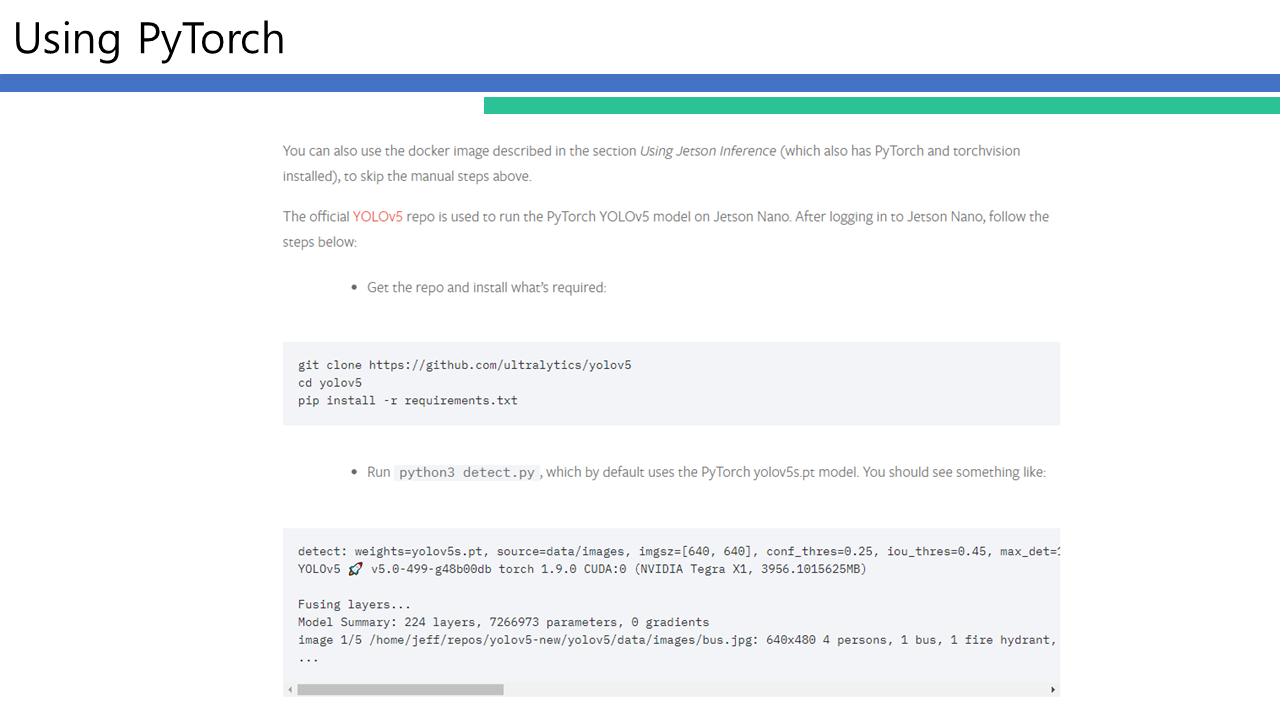 Using PyTorch
You can also use the docker image described in the section Using Jetson Inference (which also has PyTorch and torchvision
installed), to skip the manual steps above.
The official YOLOv5 repo is used to run the PyTorch YOLOv5 model on Jetson Nano. After logging in to Jetson Nano, follow the
steps below:
• Get the repo and install what’s required:
git clone https://github.com/ultralytics/yolov5
cd yolov5
pip install -r requirements.txt
• Run python3 detect.py, which by default uses the PyTorch yolov5s.pt model. You should see something like:
detect: weights=yolov5s.pt, source=data/images, imgsz=[640, 640], conf_thres=0.25, iou_thres=0.45, max_det=
YOLOv5 🚀 v5.0-499-g48b00db torch 1.9.0 CUDA:0 (NVIDIA Tegra X1, 3956.1015625MB)
Fusing layers...
Model Summary: 224 layers, 7266973 parameters, 0 gradients
image 1/5 /home/jeff/repos/yolov5-new/yolov5/data/images/bus.jpg: 640x480 4 persons, 1 bus, 1 fire hydrant,
...